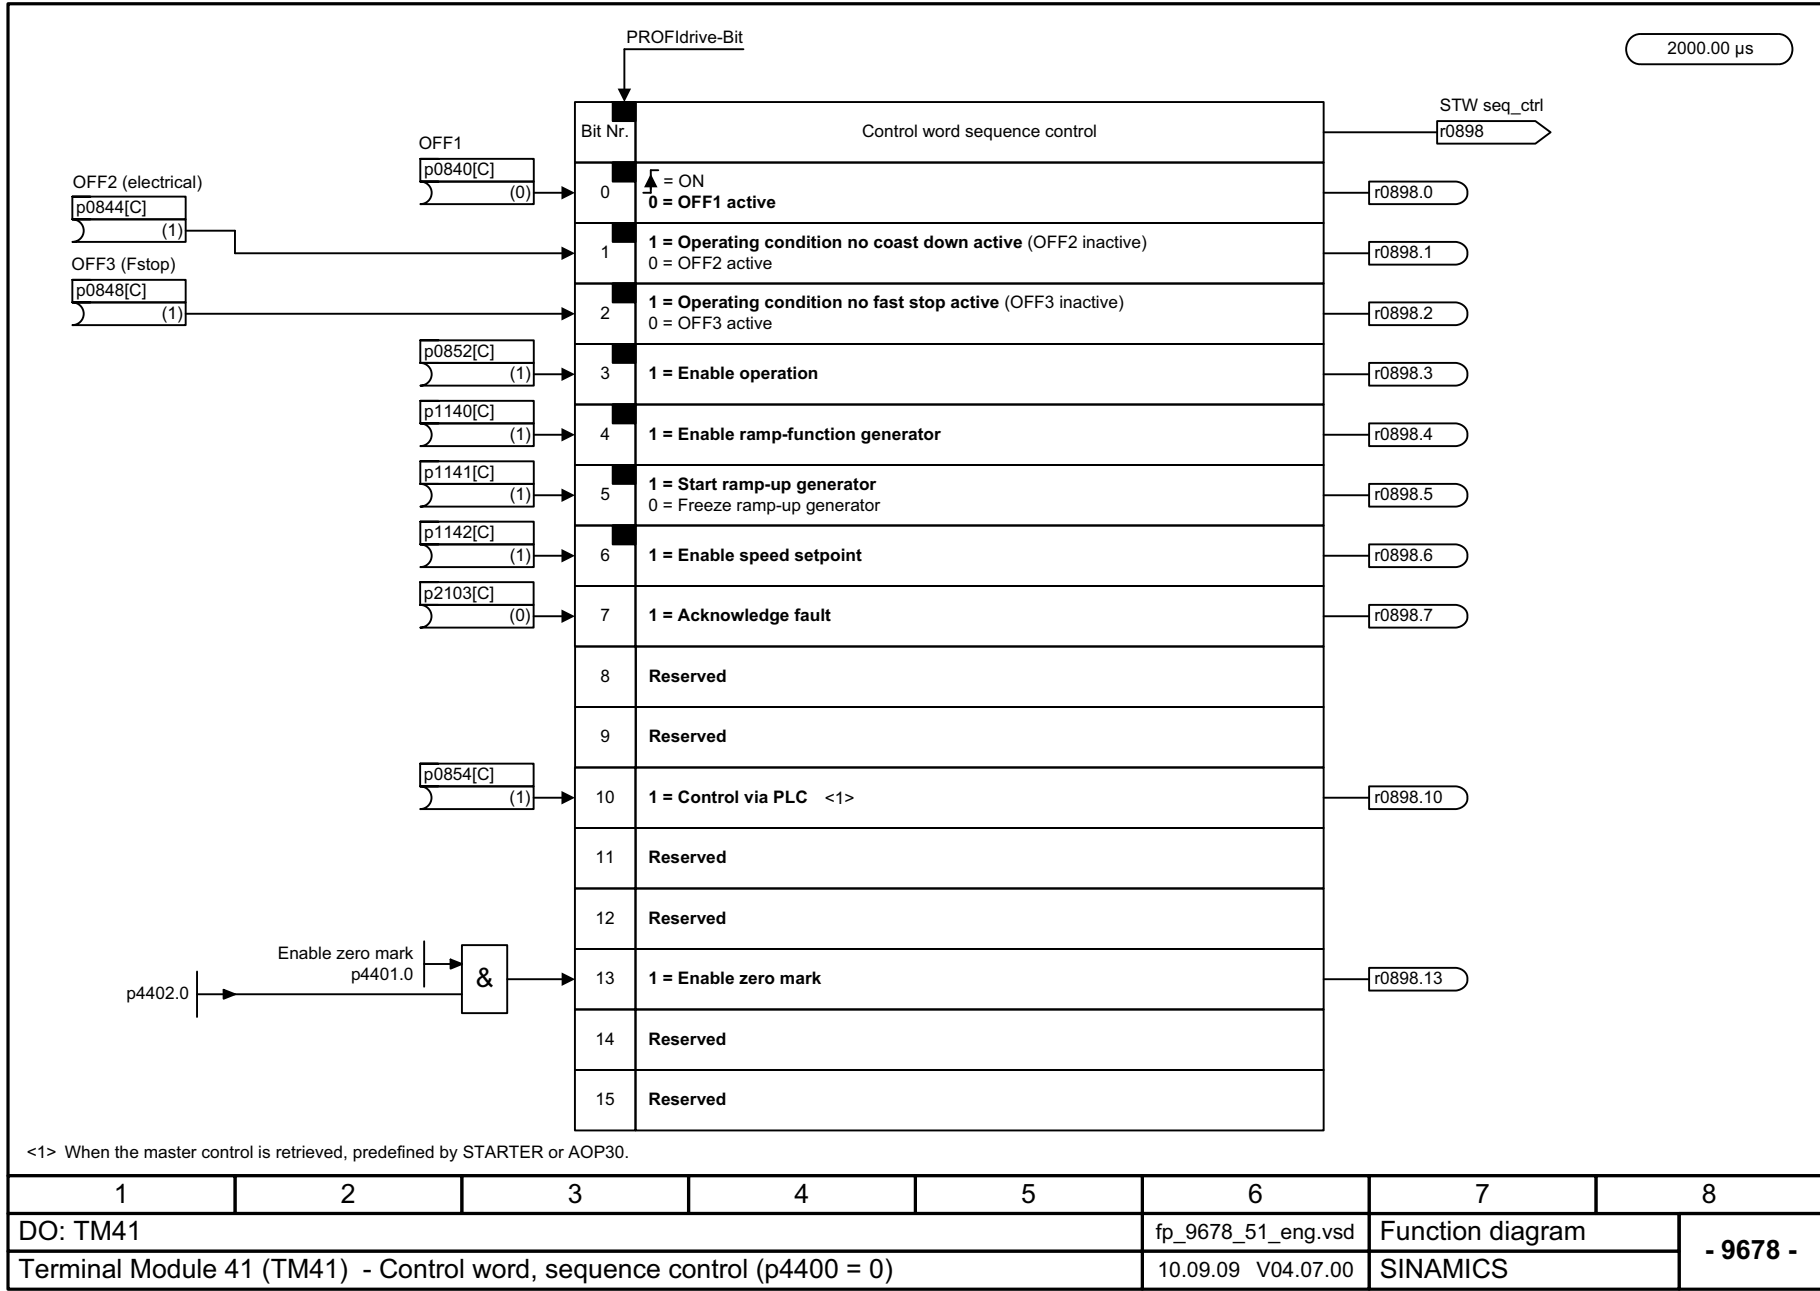 PROFIdrive-Bit
2000.00 µs
Bit Nr.
Control word sequence control
STW seq_ctrl
r0898
OFF1
p0840[C]
(0)
0
= ON
0 = OFF1 active
r0898.0
OFF2 (electrical)
p0844[C]
(1)
1
1 = Operating condition no coast down active (OFF2 inactive)
0 = OFF2 active
r0898.1
OFF3 (Fstop)
p0848[C]
(1)
2
1 = Operating condition no fast stop active (OFF3 inactive)
0 = OFF3 active
r0898.2
p0852[C]
(1)
3
1 = Enable operation
r0898.3
p1140[C]
(1)
4
1 = Enable ramp-function generator
r0898.4
p1141[C]
(1)
5
1 = Start ramp-up generator
0 = Freeze ramp-up generator
r0898.5
p1142[C]
(1)
6
1 = Enable speed setpoint
r0898.6
p2103[C]
(0)
7
1 = Acknowledge fault
r0898.7
8
Reserved
9
Reserved
p0854[C]
(1)
10
1 = Control via PLC <1>
r0898.10
11
Reserved
12
Reserved
Enable zero mark
p4401.0
p4402.0
&
13
1 = Enable zero mark
r0898.13
14
Reserved
15
Reserved
<1> When the master control is retrieved, predefined by STARTER or AOP30.
1 2 3 4 5 6 7 8
DO: TM41
fp_9678_51_eng.vsd
Function diagram
- 9678 -
Terminal Module 41 (TM41) - Control word, sequence control (p4400 = 0)
10.09.09 V04.07.00
SINAMICS